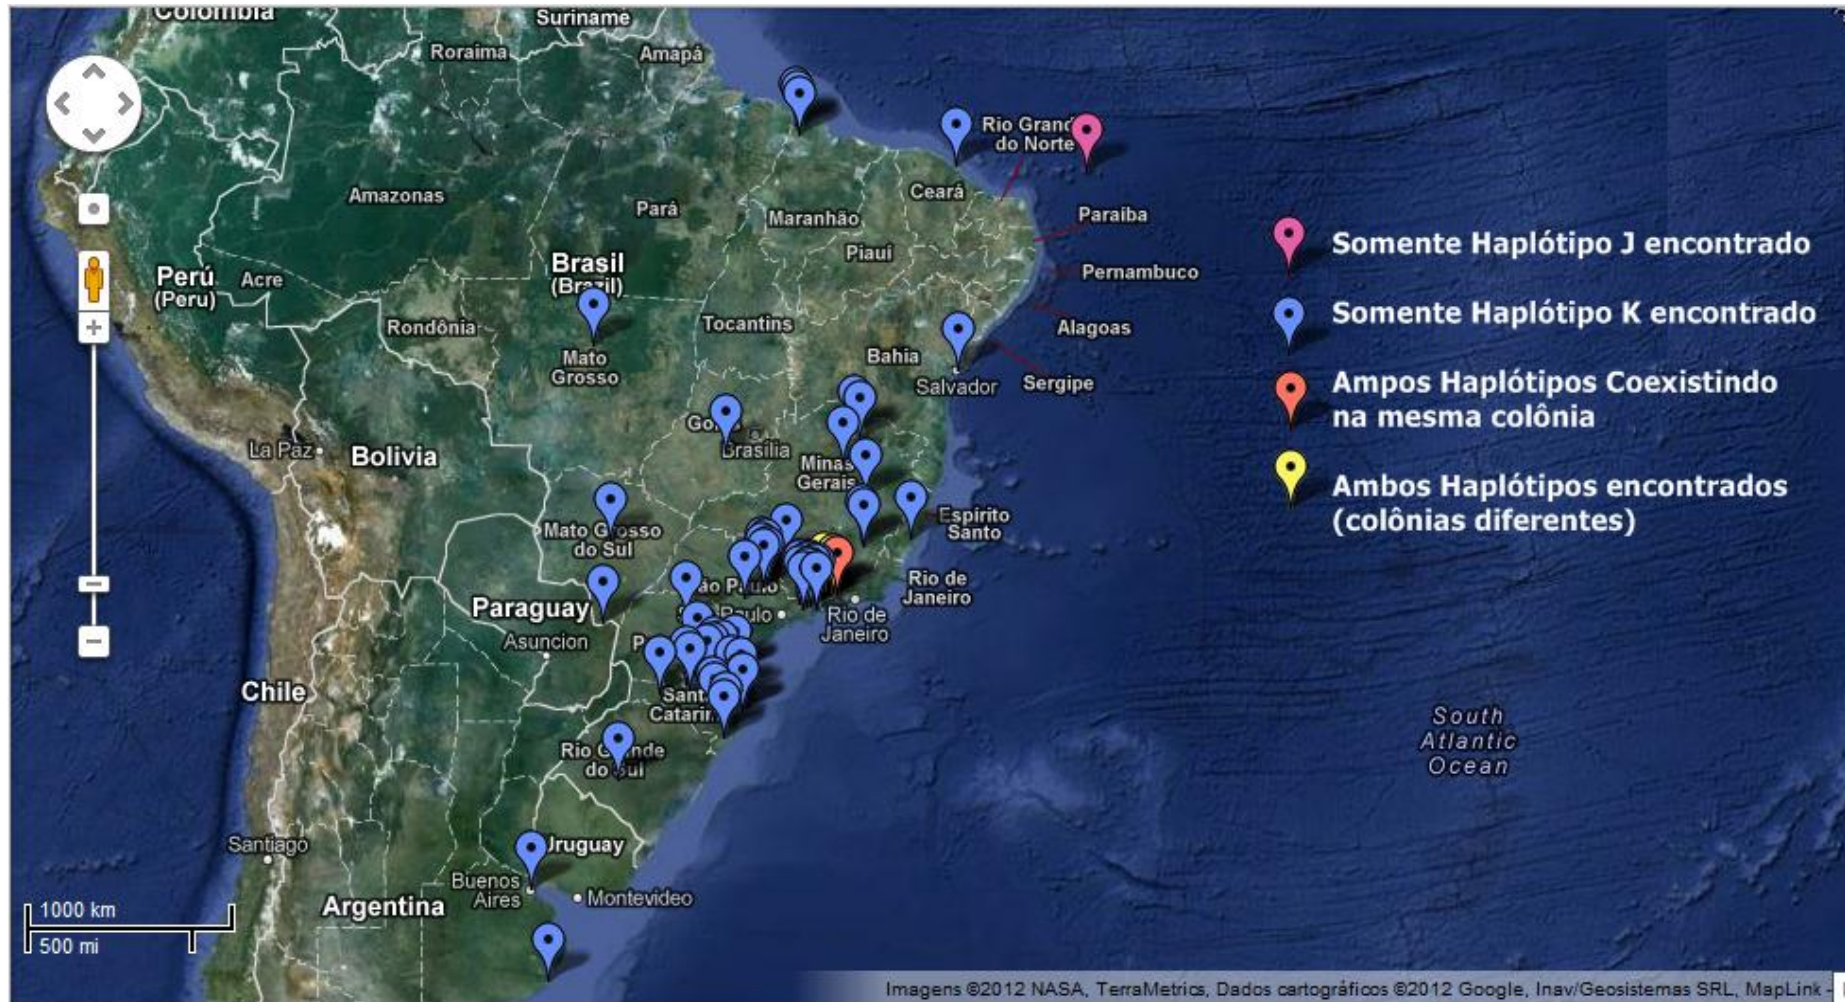 Colombia
Suriname
Roraima
Amapá
Rio Grand
do Norte
Amazonas
Pará
Maranhão
Ceará
Paraíba
Piauí
Pernambuco
Perú
(Peru)
Acre
Brasil
(Brazil)
Rondônia
Tocantins
Alagoas
Mato
Grosso
Bahia
Salvador
Sergipe
La Paz
Bolivia
Brasília
Minas
Gerais
Mato Grosso
do Sul
Espírito
Santo
Paraguay
Asuncion
Rio de
Janeiro
Rio de
Janeiro
Chile
Santa
Catarin
Rio Grande
do Sul
Santiago
Uruguay
Buenos
Aires
Montevideo
Argentina
1000 km
500 mi
Somente Haplótipo J encontrado
Somente Haplótipo K encontrado
Ampos Haplótipos Coexistindo
na mesma colônia
Ambos Haplótipos encontrados
(colônias diferentes)
South
Atlantic
Ocean
Imagens ©2012 NASA, TerraMetrics, Dados cartográficos ©2012 Google, Inav/Geosistemas SRL, MapLink -